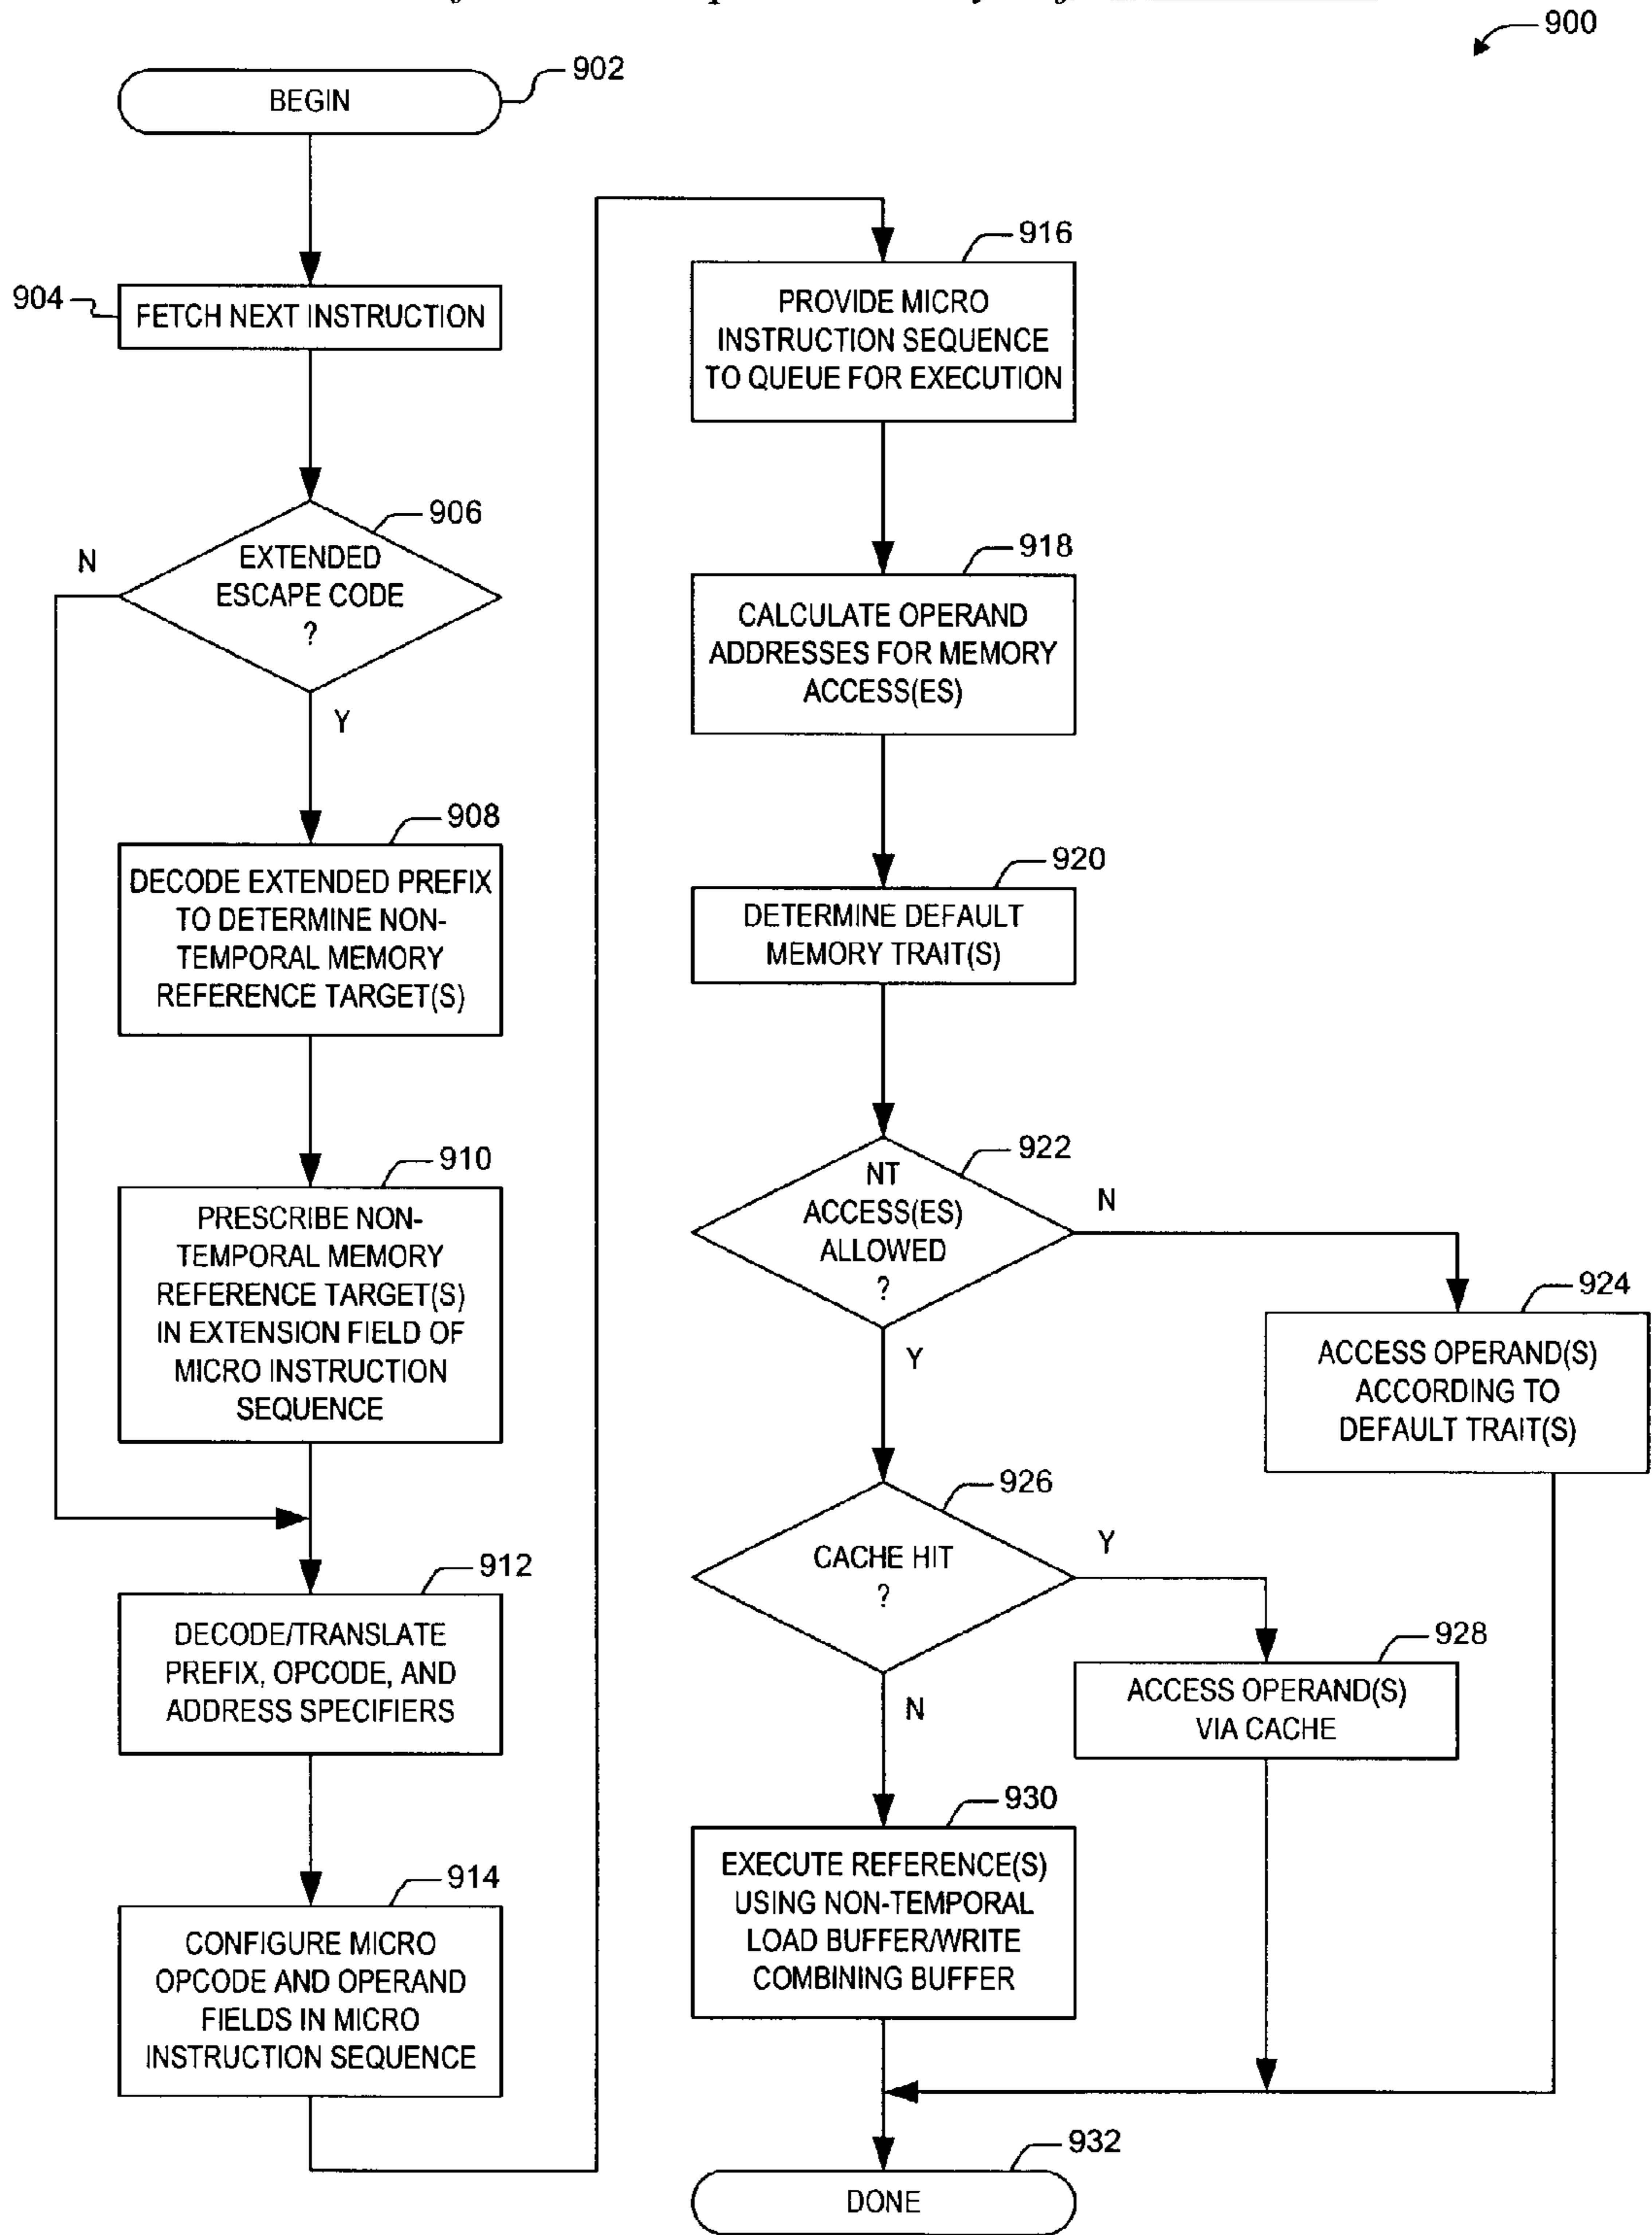 900
BEGIN
902
904
FETCH NEXT INSTRUCTION
906
N
EXTENDED
ESCAPE CODE
?
Y
908
DECODE EXTENDED PREFIX
TO DETERMINE NON-
TEMPORAL MEMORY
REFERENCE TARGET(S)
910
PRESCRIBE NON-
TEMPORAL MEMORY
REFERENCE TARGET(S)
IN EXTENSION FIELD OF
MICRO INSTRUCTION
SEQUENCE
912
DECODE/TRANSLATE
PREFIX, OPCODE, AND
ADDRESS SPECIFIERS
914
CONFIGURE MICRO
OPCODE AND OPERAND
FIELDS IN MICRO
INSTRUCTION SEQUENCE
916
PROVIDE MICRO
INSTRUCTION SEQUENCE
TO QUEUE FOR EXECUTION
918
CALCULATE OPERAND
ADDRESSES FOR MEMORY
ACCESS(ES)
920
DETERMINE DEFAULT
MEMORY TRAIT(S)
922
NT
ACCESS(ES)
ALLOWED
?
N
Y
924
ACCESS OPERAND(S)
ACCORDING TO
DEFAULT TRAIT(S)
926
CACHE HIT
?
Y
N
928
ACCESS OPERAND(S)
VIA CACHE
930
EXECUTE REFERENCE(S)
USING NON-TEMPORAL
LOAD BUFFER/WRITE
COMBINING BUFFER
932
DONE